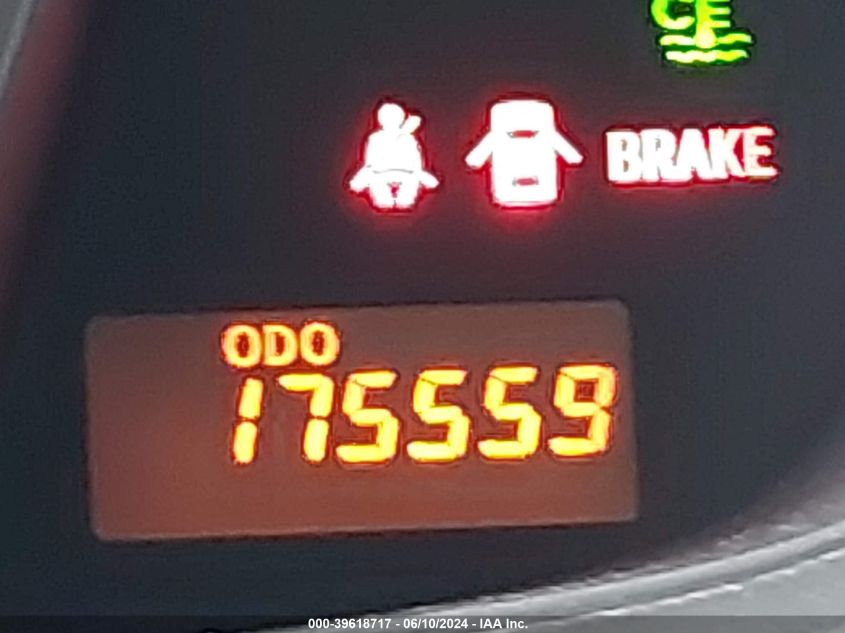 BRAKE
ODO
175559
000-39618717 - 06/10/2024 - IAA Inc.